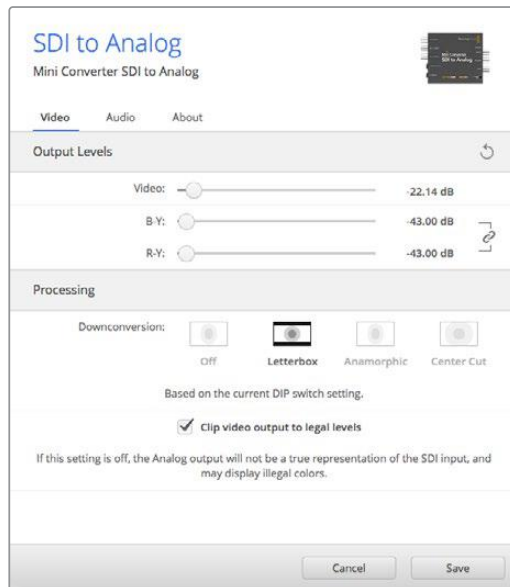 SDI to Analog
Mini Converter SDI to Analog
Video Audio About
Output Levels
Video: -22.14 dB
B-Y: -43.00 dB
R-Y: -43.00 dB
Processing
Downconversion:
Off Letterbox Anamorphic Center Cut
Based on the current DIP switch setting.
Clip video output to legal levels
If this setting is off, the Analog output will not be a true representation of the SDI input, and
may display illegal colors.
Cancel Save